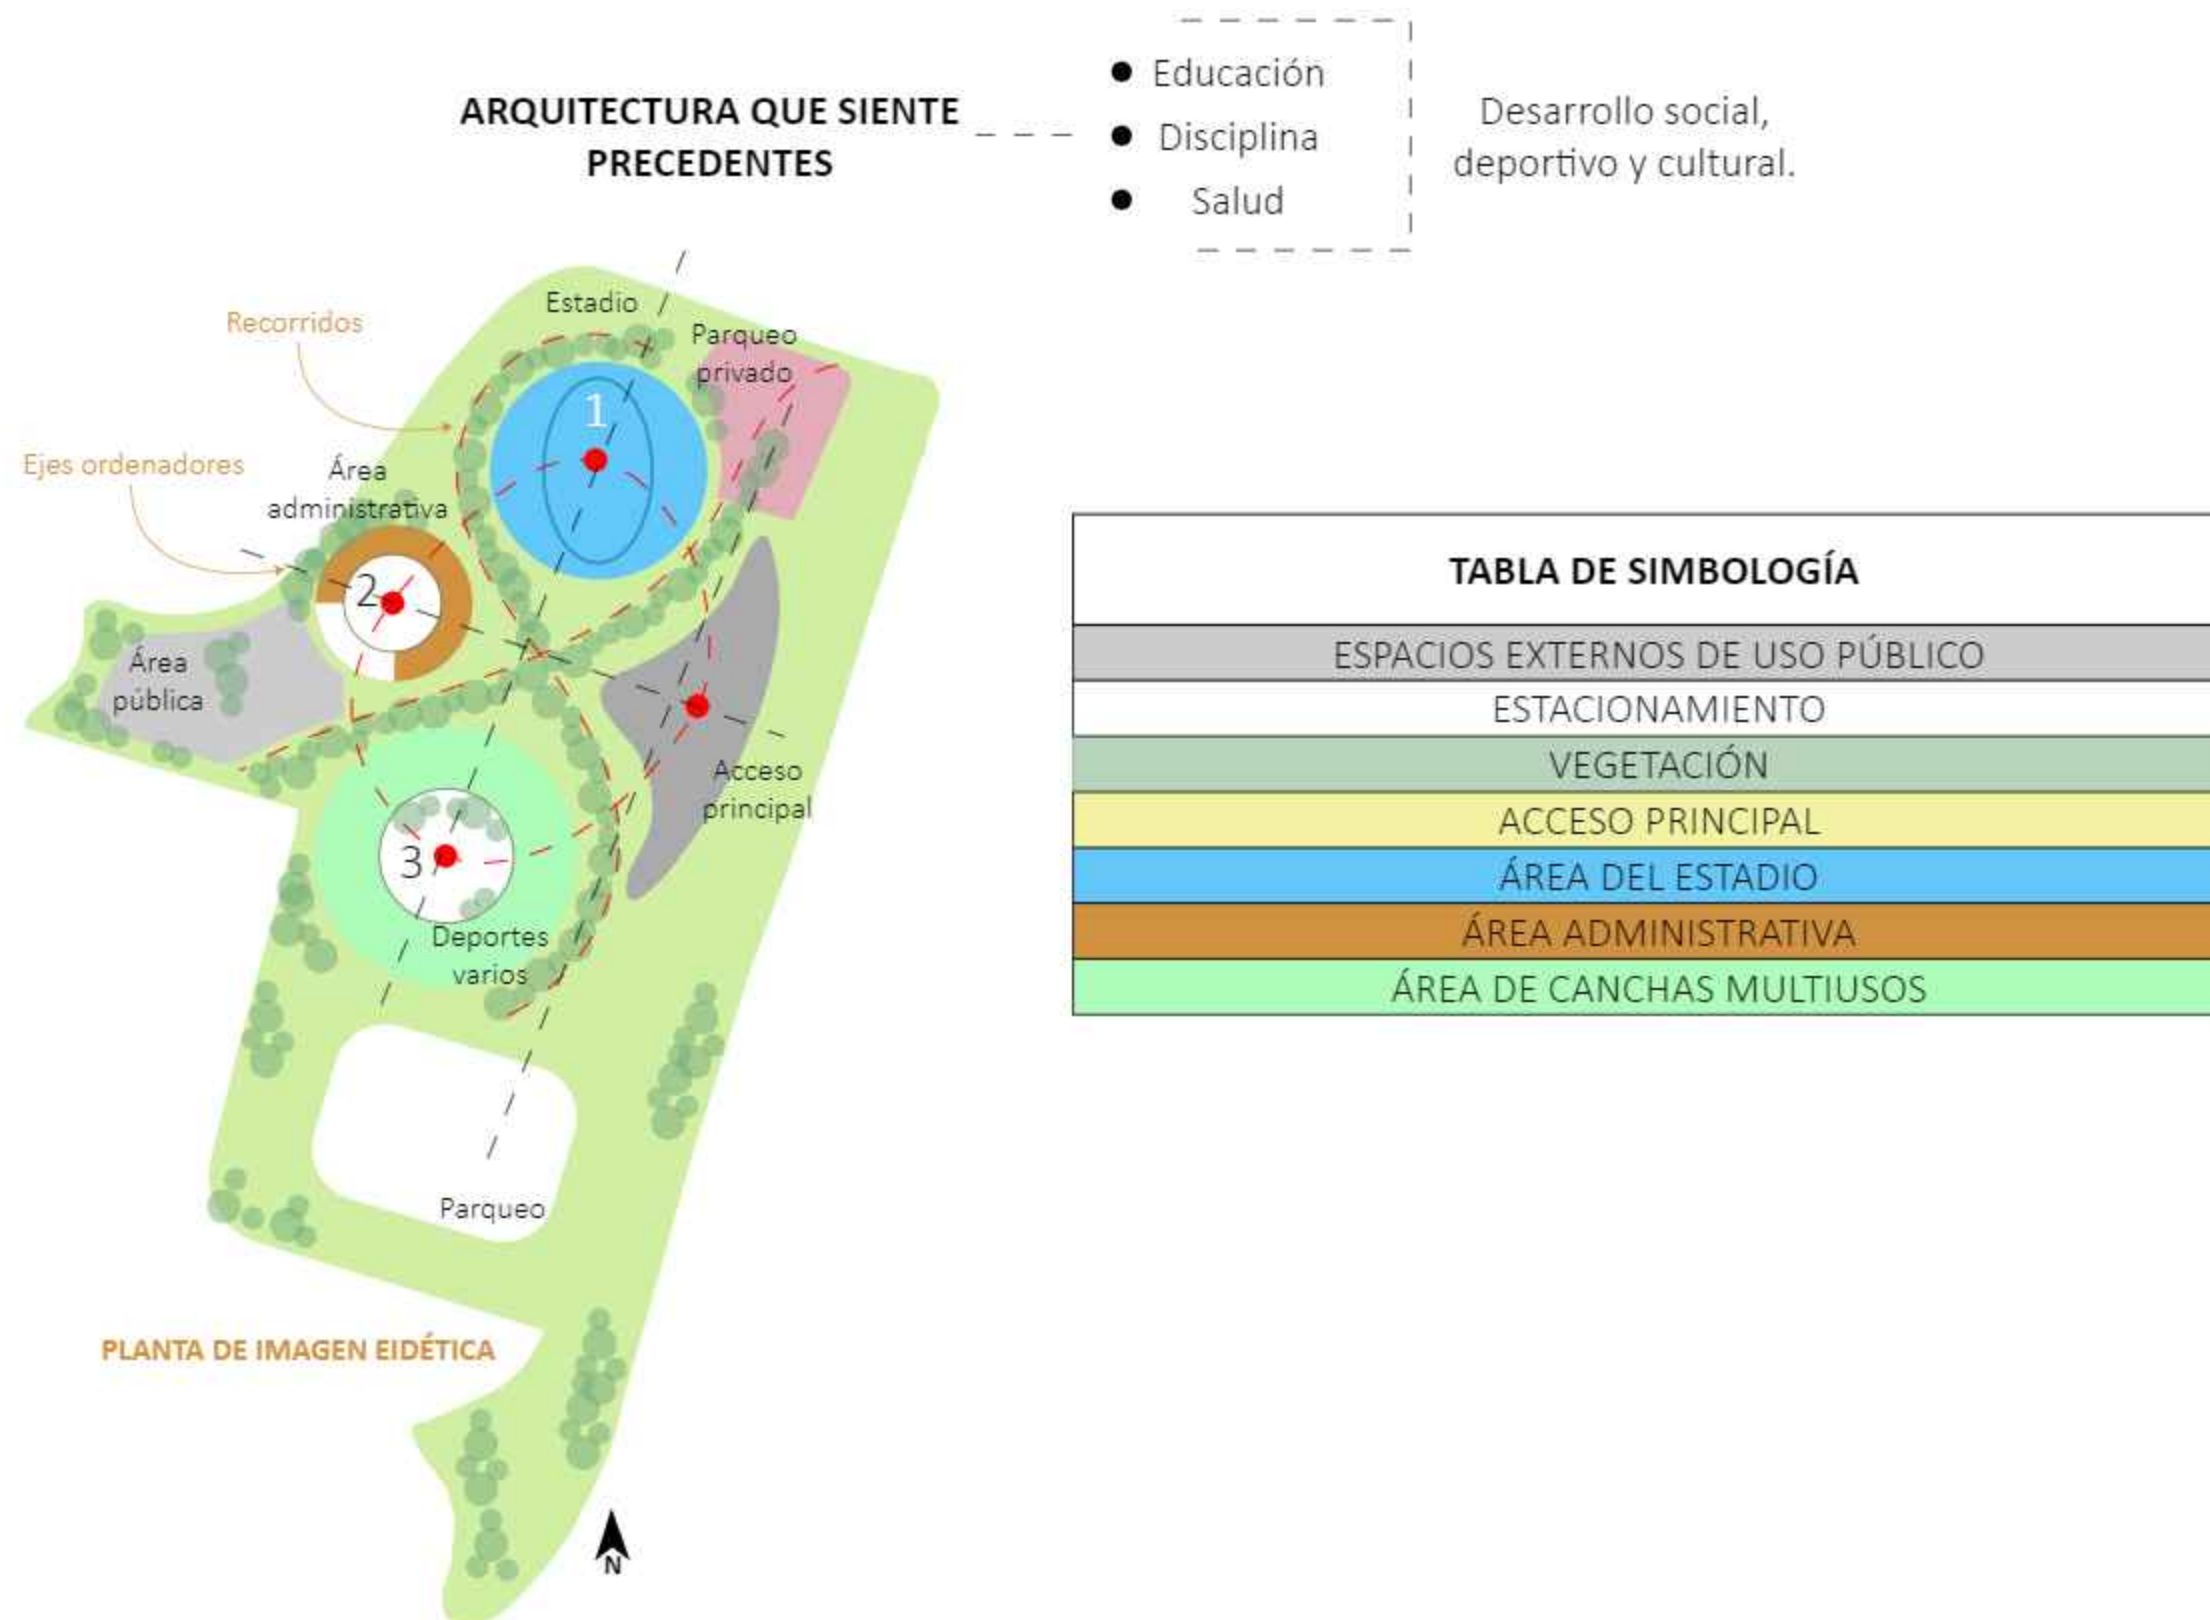 ARQUITECTURA QUE SIENTE
PRECEDENTES
● Educación
● Disciplina
● Salud
Desarrollo social,
deportivo y cultural.
Estadio
Recorridos
Parqueo
privado
1
Ejes ordenadores
Área
administrativa
2
Área
pública
Acceso
principal
3
Deportes
varios
Parqueo
PLANTA DE IMAGEN EIDÉTICA
N
TABLA DE SIMBOLOGÍA
ESPACIOS EXTERNOS DE USO PÚBLICO
ESTACIONAMIENTO
VEGETACIÓN
ACCESO PRINCIPAL
ÁREA DEL ESTADIO
ÁREA ADMINISTRATIVA
ÁREA DE CANCHAS MULTIUSOS